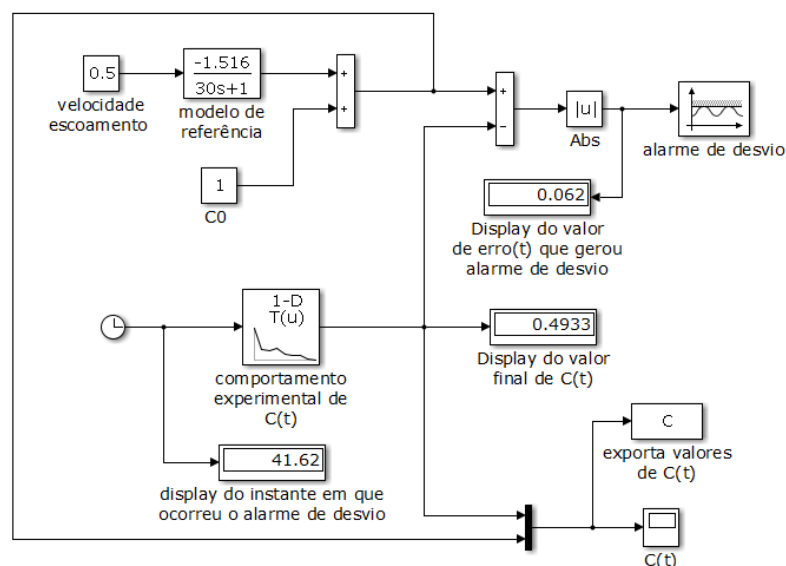 0.5
velocidade
escoamento
-1.516
30s+1
modelo de
referência
+
+
1
C0
+
−
|u|
Abs
alarme de desvio
0.062
Display do valor
de erro(t) que gerou
alarme de desvio
1-D
T(u)
comportamento
experimental de
C(t)
0.4933
Display do valor
final de C(t)
C
exporta valores
de C(t)
41.62
display do instante em que
ocorreu o alarme de desvio
C(t)